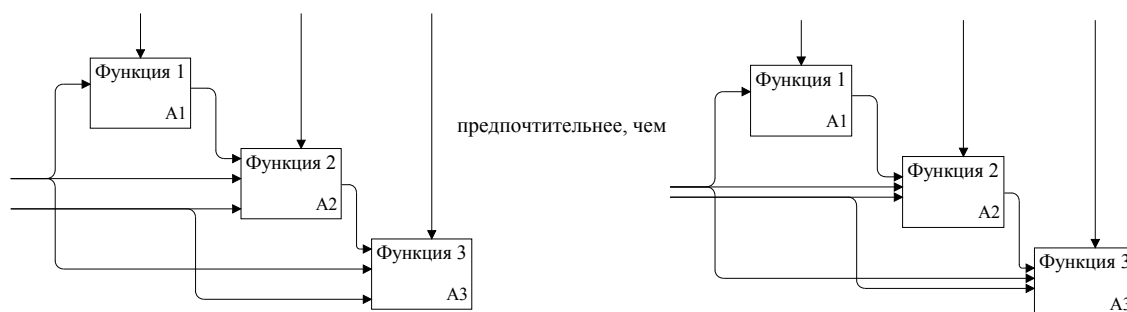 Функция 1
A1
Функция 2
A2
Функция 3
A3
предпочтительнее, чем
Функция 1
A1
Функция 2
A2
Функция 3
A3